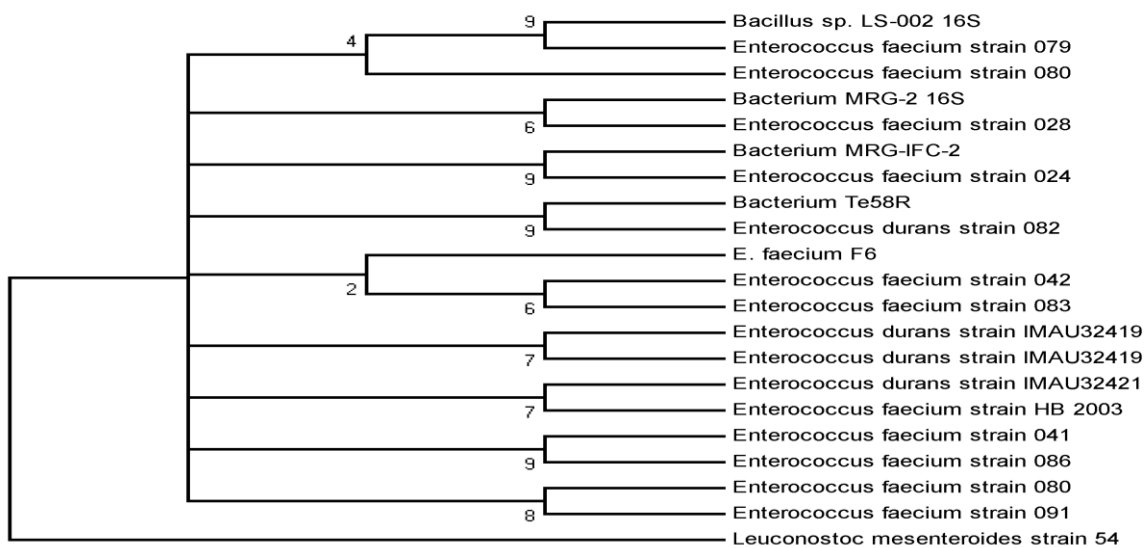 9
Bacillus sp. LS-002 16S
4
Enterococcus faecium strain 079
Enterococcus faecium strain 080
Bacterium MRG-2 16S
6
Enterococcus faecium strain 028
Bacterium MRG-IFC-2
9
Enterococcus faecium strain 024
Bacterium Te58R
9
Enterococcus durans strain 082
E. faecium F6
2
Enterococcus faecium strain 042
6
Enterococcus faecium strain 083
Enterococcus durans strain IMAU32419
7
Enterococcus durans strain IMAU32419
Enterococcus durans strain IMAU32421
7
Enterococcus faecium strain HB 2003
Enterococcus faecium strain 041
9
Enterococcus faecium strain 086
Enterococcus faecium strain 080
8
Enterococcus faecium strain 091
Leuconostoc mesenteroides strain 54